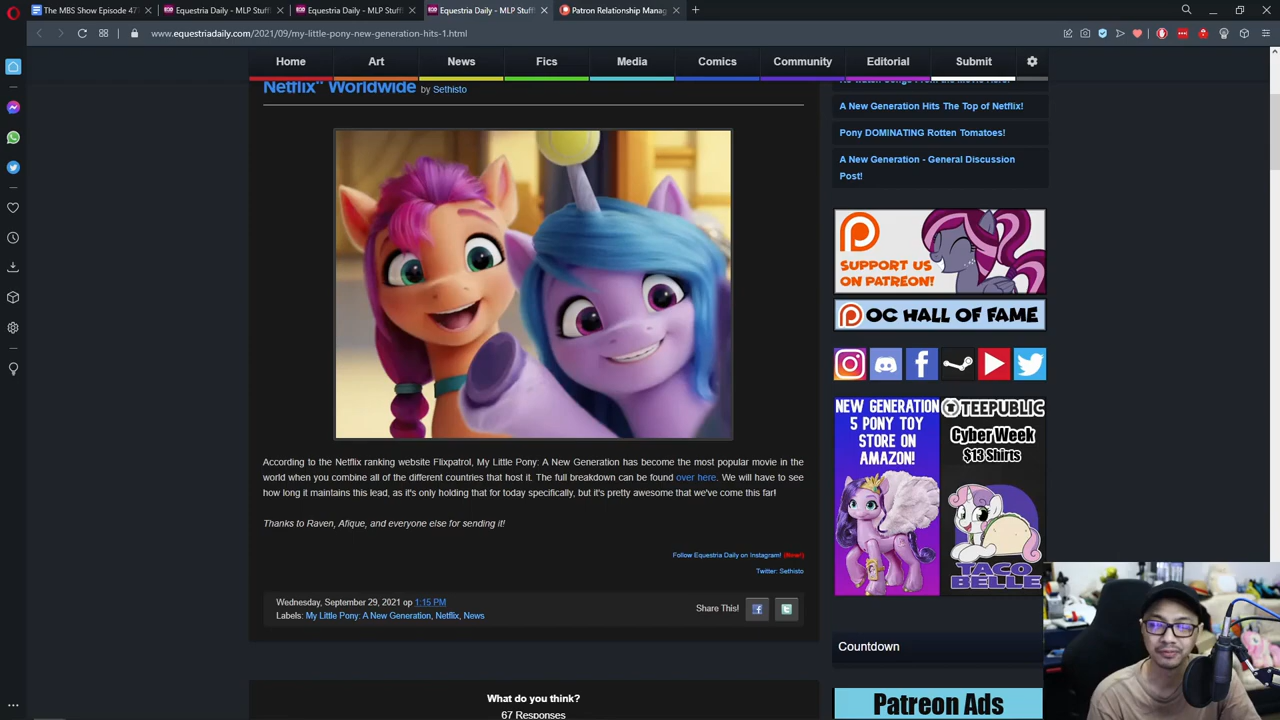 The MBS Show Episode 47
Equestria Daily - MLP Stuff!
Equestria Daily - MLP Stuff!
Equestria Daily - MLP Stuff!
Patron Relationship Manag
www.equestriadaily.com/2021/09/my-little-pony-new-generation-hits-1.html
Home
Art
News
Fics
Media
Comics
Community
Editorial
Submit
Netflix" Worldwide by Sethisto
A New Generation Hits The Top of Netflix!
Pony DOMINATING Rotten Tomatoes!
A New Generation - General Discussion
Post!
SUPPORT US
ON PATREON!
OC HALL OF FAME
NEW GENERATION
5 PONY TOY
STORE ON
AMAZON!
TEEPUBLIC
Cyber Week
$13 Shirts
TACO
BELLE
According to the Netflix ranking website Flixpatrol, My Little Pony: A New Generation has become the most popular movie in the
world when you combine all of the different countries that host it. The full breakdown can be found over here. We will have to see
how long it maintains this lead, as it's only holding that for today specifically, but it's pretty awesome that we've come this far!
Thanks to Raven, Afique, and everyone else for sending it!
Follow Equestria Daily on Instagram! (New!)
Twitter: Sethisto
Wednesday, September 29, 2021 op 1:15 PM
Labels: My Little Pony: A New Generation, Netflix, News
Share This!
Countdown
Patreon Ads
What do you think?
67 Responses